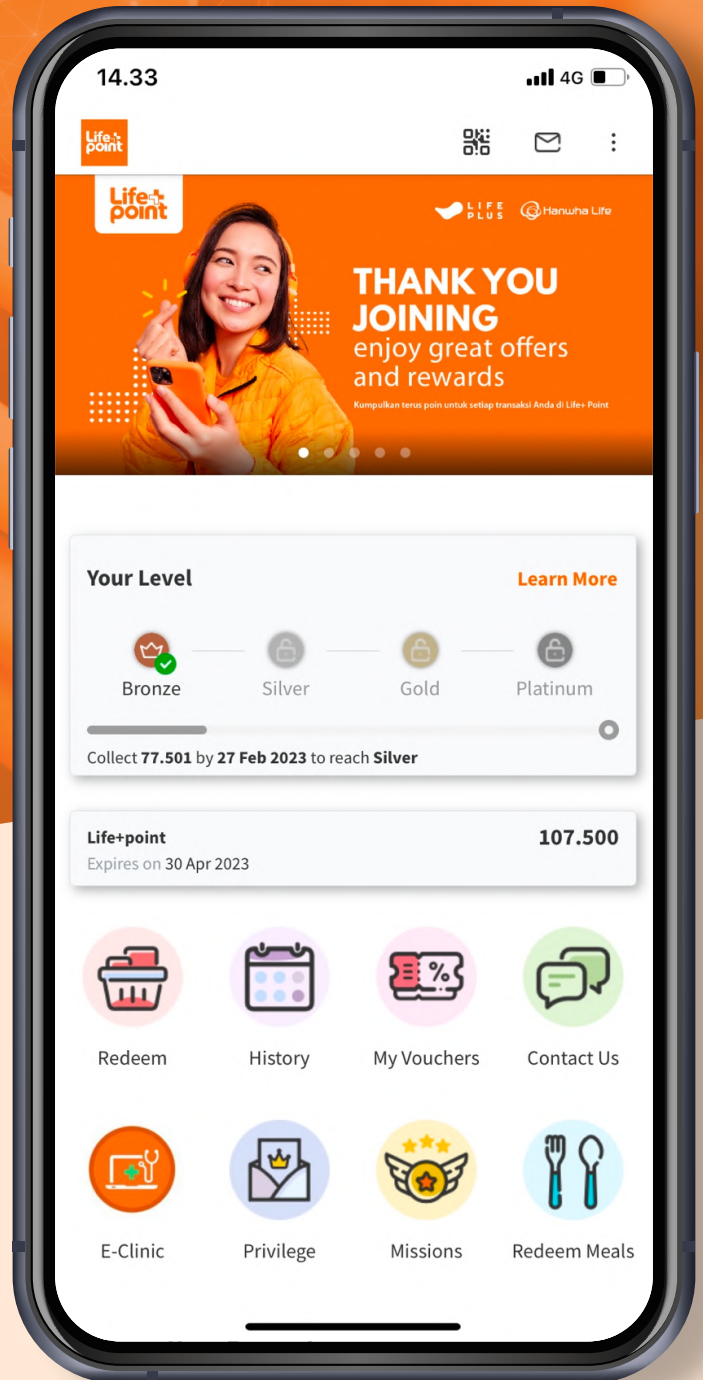 14.33
4G
Life+
point
Life+
point
LIFE
PLUS
Hanwha Life
THANK YOU
JOINING
enjoy great offers
and rewards
Kumpulkan terus poin untuk setiap transaksi Anda di Life+ Point
Your Level
Learn More
Bronze
Silver
Gold
Platinum
Collect 77.501 by 27 Feb 2023 to reach Silver
Life+point
107.500
Expires on 30 Apr 2023
%
Redeem
History
My Vouchers
Contact Us
E-Clinic
Privilege
Missions
Redeem Meals